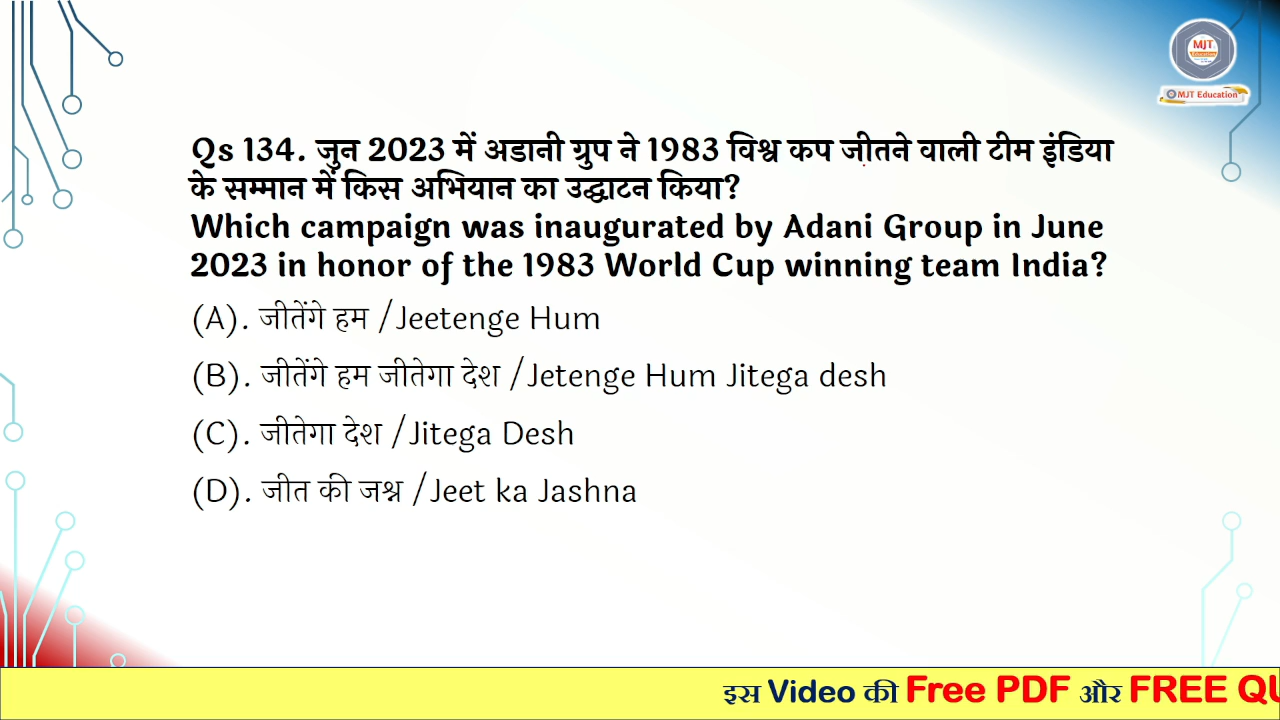 MJT
Education
MJT Education
Qs 134. जुन 2023 में अडानी ग्रुप ने 1983 विश्व कप जीतने वाली टीम इंडिया
के सम्मान में किस अभियान का उद्घाटन किया?
Which campaign was inaugurated by Adani Group in June
2023 in honor of the 1983 World Cup winning team India?
(A). जीतेंगे हम /Jeetenge Hum
(B). जीतेंगे हम जीतेगा देश /Jetenge Hum Jitega desh
(C). जीतेगा देश /Jitega Desh
(D). जीत की जश्न /Jeet ka Jashna
इस Video की Free PDF और FREE QU